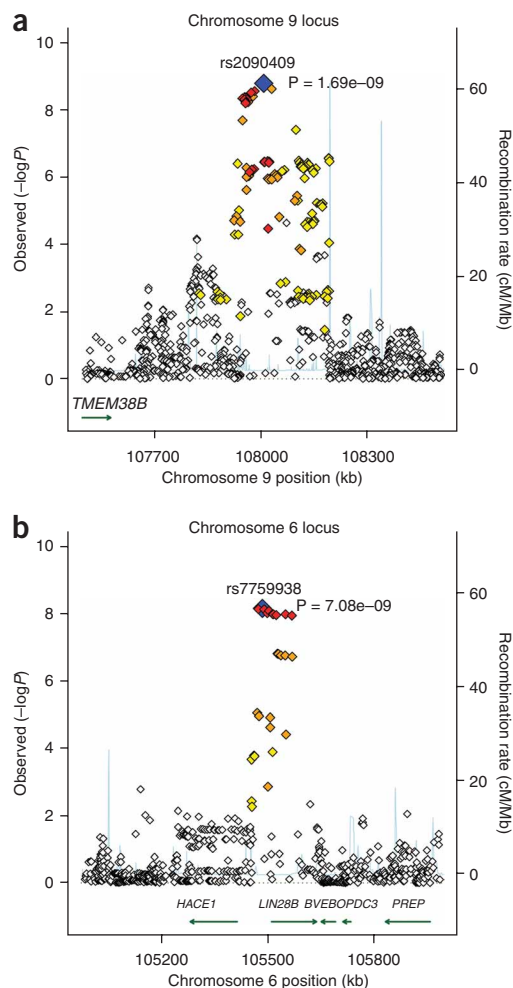 a
Chromosome 9 locus
10
8
6
4
2
0
Observed (−logP)
rs2090409
P = 1.69e−09
60
40
20
0
Recombination rate (cM/Mb)
TMEM38B
107700
108000
108300
Chromosome 9 position (kb)
b
Chromosome 6 locus
10
8
6
4
2
0
Observed (−logP)
rs7759938
P = 7.08e−09
60
40
20
0
Recombination rate (cM/Mb)
HACE1
LIN28B
BVEBOPDC3
PREP
105200
105500
105800
Chromosome 6 position (kb)